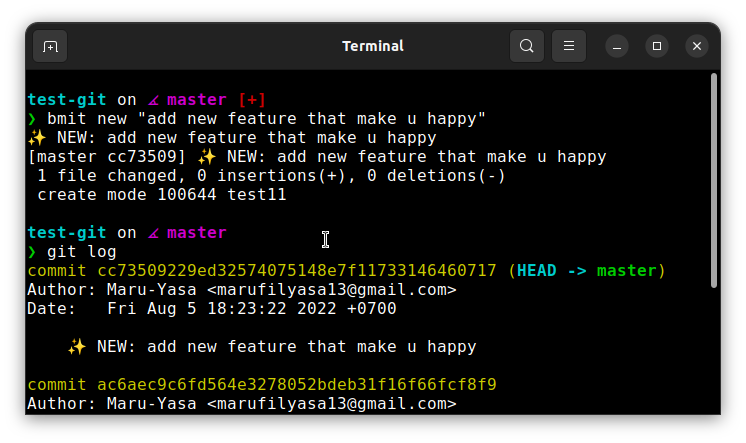 Terminal
test-git on ∡ master [+]
❯ bmit new "add new feature that make u happy"
✨ NEW: add new feature that make u happy
[master cc73509] ✨ NEW: add new feature that make u happy
 1 file changed, 0 insertions(+), 0 deletions(-)
 create mode 100644 test11
test-git on ∡ master
❯ git log
commit cc73509229ed32574075148e7f11733146460717 (HEAD -> master)
Author: Maru-Yasa <marufilyasa13@gmail.com>
Date:   Fri Aug 5 18:23:22 2022 +0700
    ✨ NEW: add new feature that make u happy
commit ac6aec9c6fd564e3278052bdeb31f16f66fcf8f9
Author: Maru-Yasa <marufilyasa13@gmail.com>